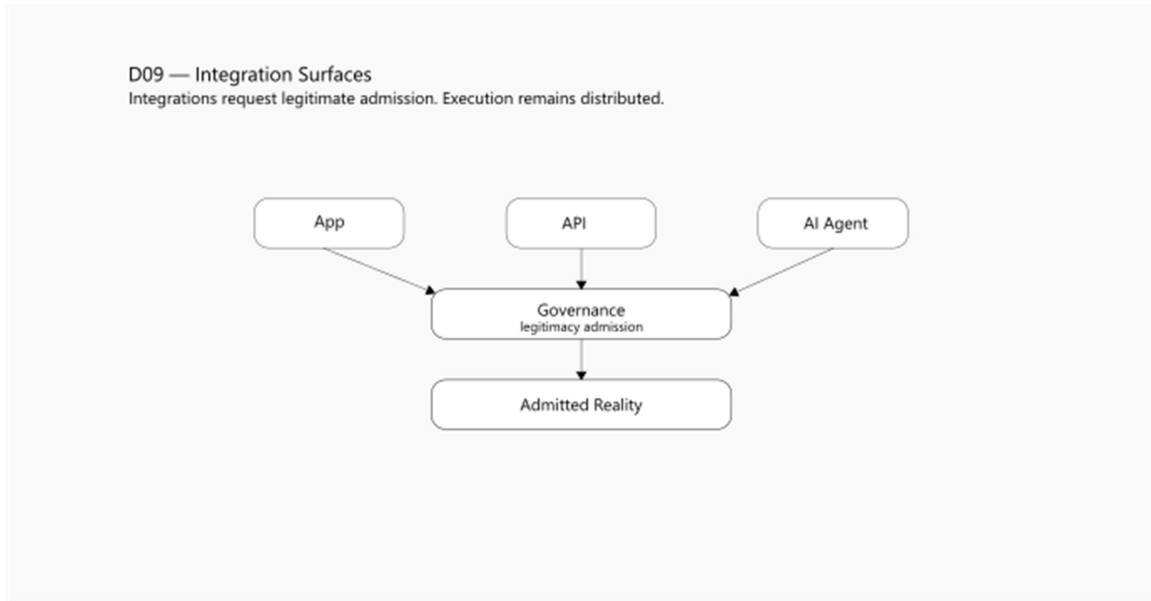 D09 — Integration Surfaces
Integrations request legitimate admission. Execution remains distributed.
App
API
AI Agent
Governance
legitimacy admission
Admitted Reality